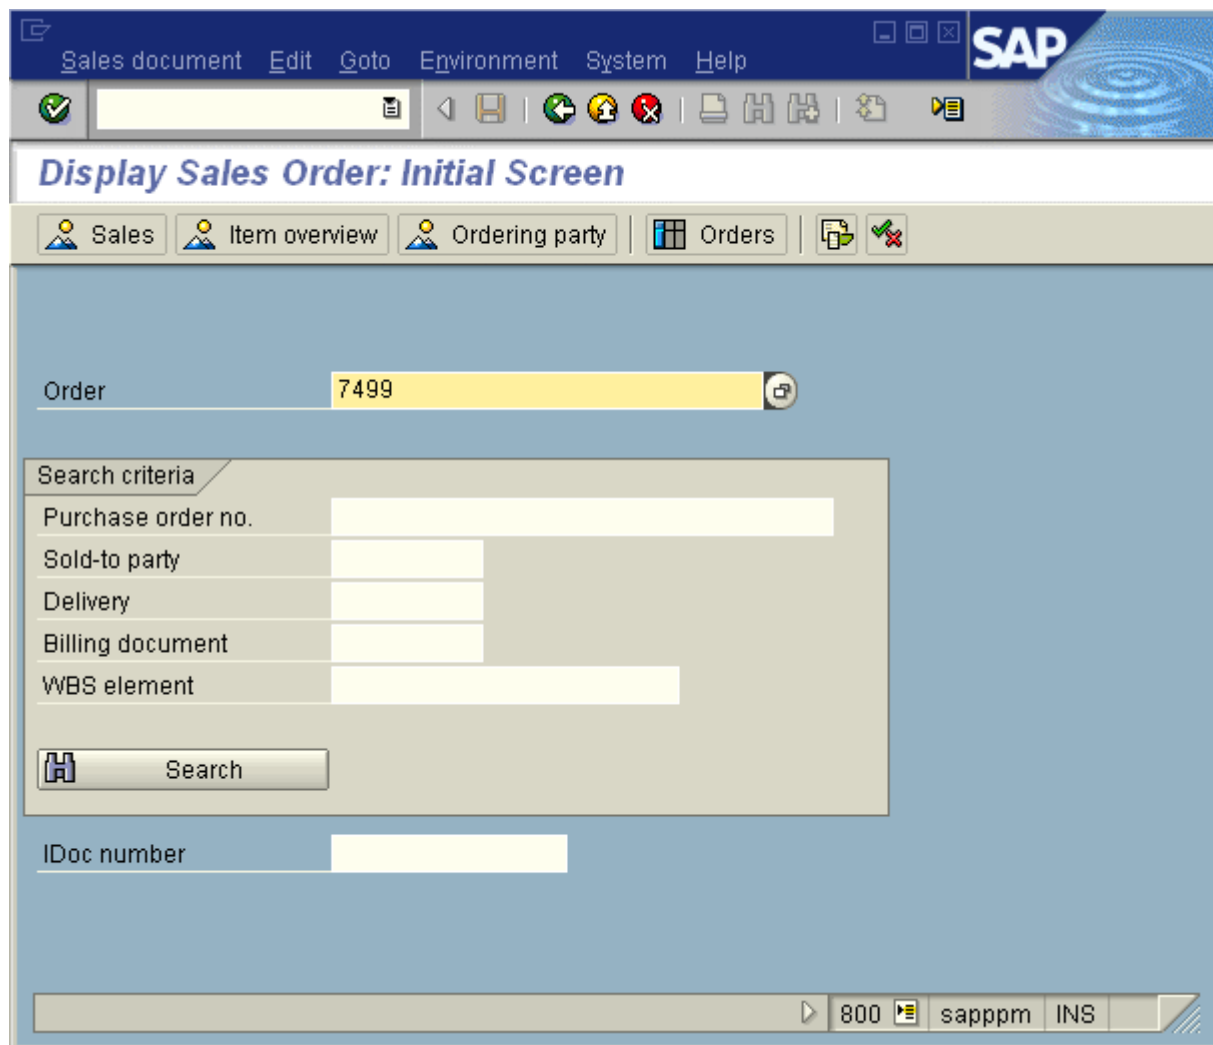 Sales document Edit Goto Environment System Help
SAP
Display Sales Order: Initial Screen
Sales Item overview Ordering party Orders
Order 7499
Search criteria
Purchase order no.
Sold-to party
Delivery
Billing document
WBS element
Search
IDoc number
800 sapppm INS